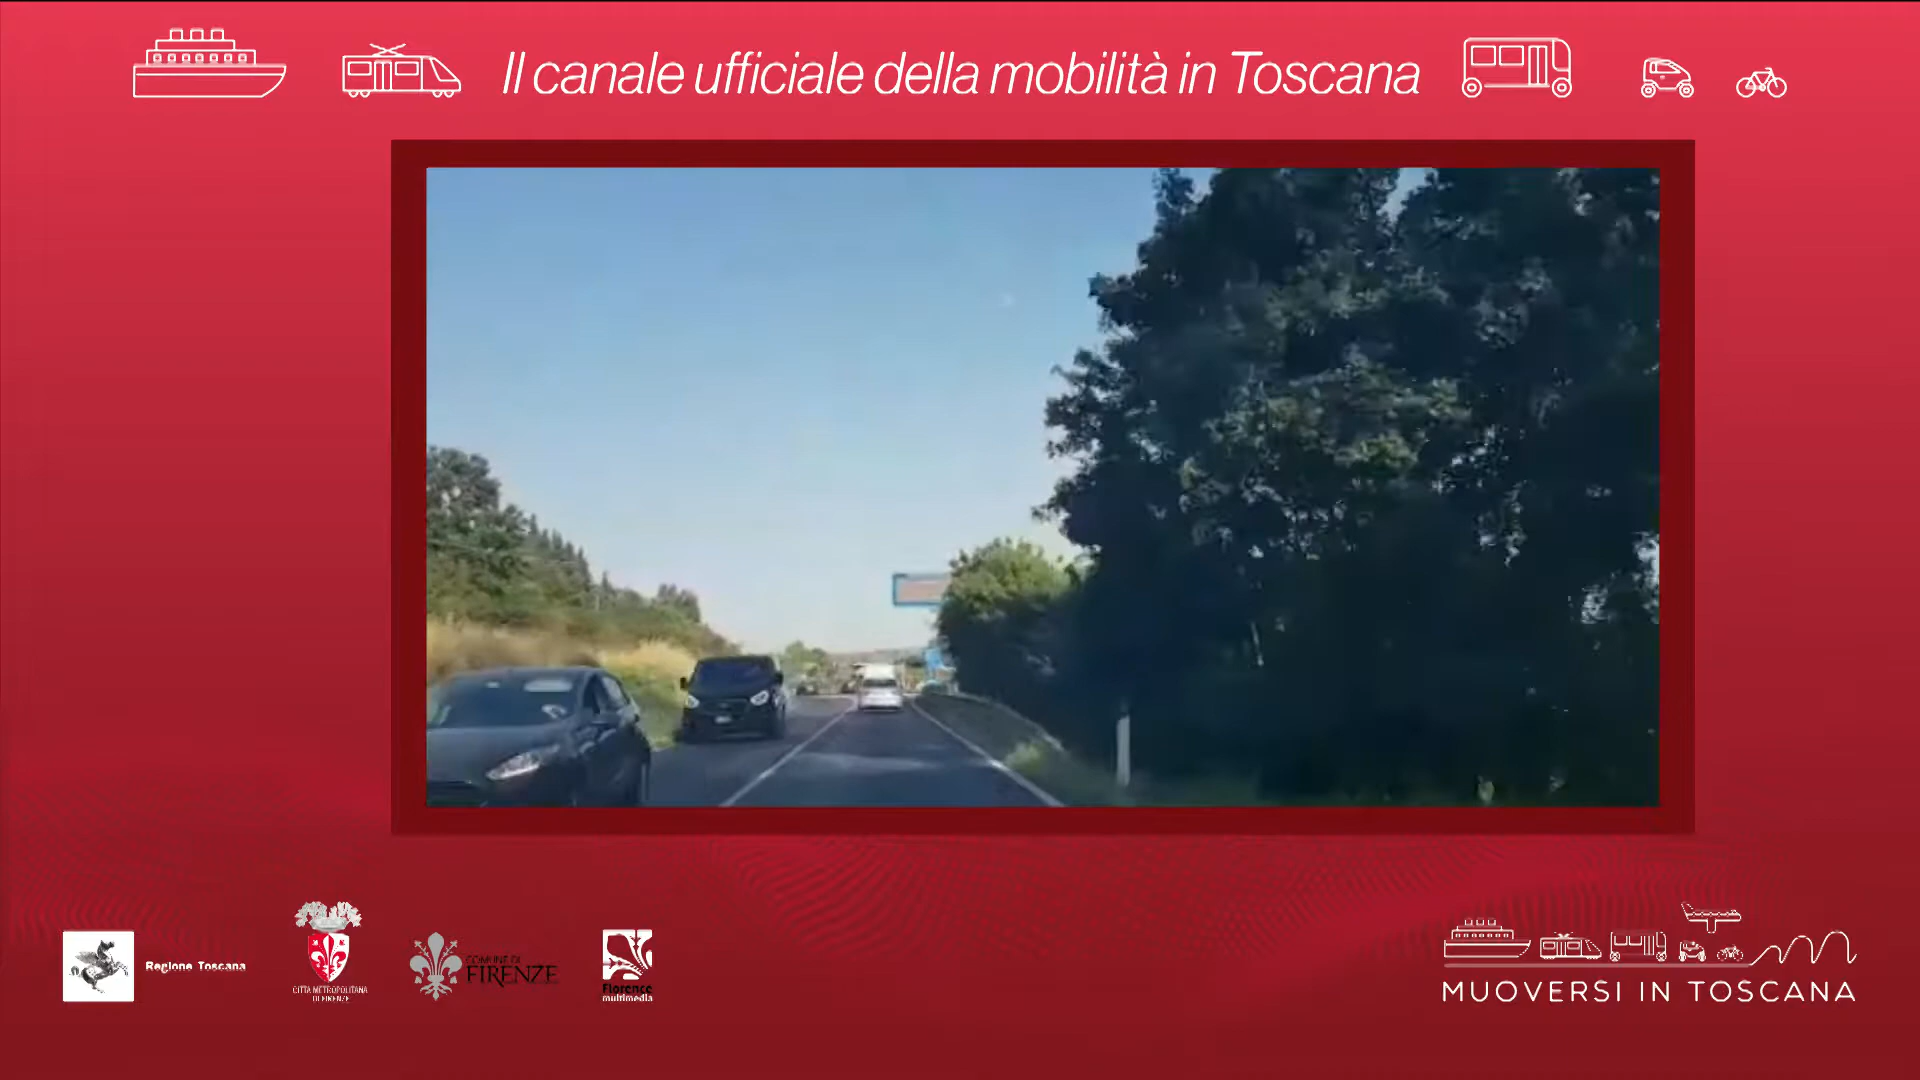 Il canale ufficiale della mobilità in Toscana
Regione Toscana
CITTÀ METROPOLITANA
DI FIRENZE
COMUNE DI
FIRENZE
Florence
multimedia
MUOVERSI IN TOSCANA